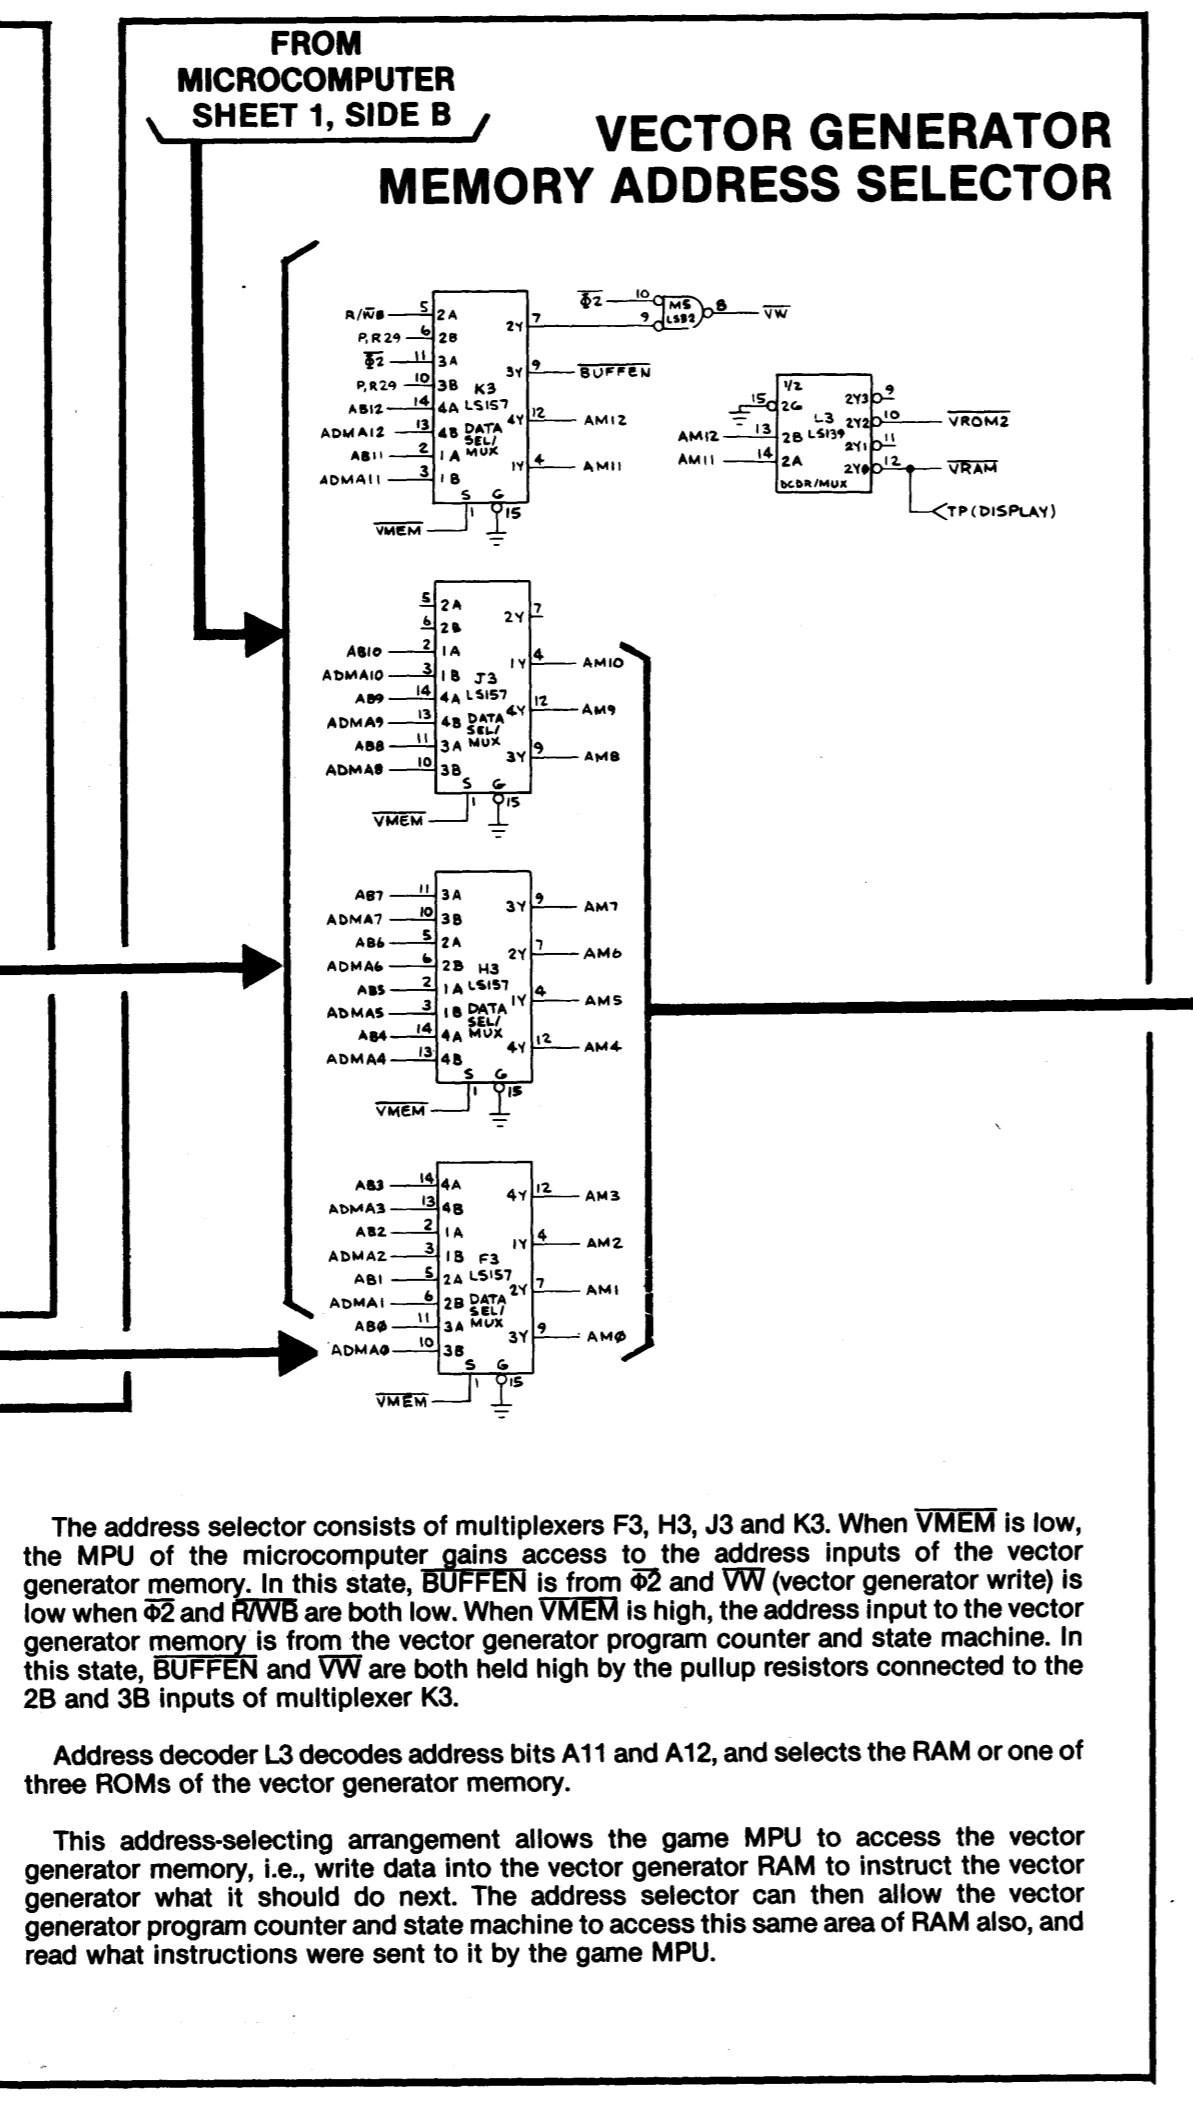 FROM
MICROCOMPUTER
SHEET 1, SIDE B
VECTOR GENERATOR
MEMORY ADDRESS SELECTOR
R/W̅B̅ 5 2A
P,R29 6 2B
Φ̅2̅ 11 3A
P,R29 10 3B
AB12 14 4A
ADMA12 13 4B
AB11 2 1A
ADMA11 3 1B
K3
LS157
DATA
SEL/
MUX
2Y 7
3Y 9 B̅U̅F̅F̅E̅N̅
4Y 12 AM12
1Y 4 AM11
S G
1 15
V̅M̅E̅M̅
Φ̅2̅ 10
9
M5
LS32
8 V̅W̅
1/2
15 2G
L3
LS139
AM12 13 2B
AM11 14 2A
DCDR/MUX
2Y3 9
2Y2 10 V̅R̅O̅M̅2̅
2Y1 11
2YØ 12 V̅R̅A̅M̅
TP(DISPLAY)
5 2A
6 2B
AB10 2 1A
ADMA10 3 1B
AB9 14 4A
ADMA9 13 4B
AB8 11 3A
ADMA8 10 3B
J3
LS157
DATA
SEL/
MUX
2Y 7
1Y 4 AM10
4Y 12 AM9
3Y 9 AM8
S G
1 15
V̅M̅E̅M̅
AB7 11 3A
ADMA7 10 3B
AB6 5 2A
ADMA6 6 2B
AB5 2 1A
ADMA5 3 1B
AB4 14 4A
ADMA4 13 4B
H3
LS157
DATA
SEL/
MUX
3Y 9 AM7
2Y 7 AM6
1Y 4 AM5
4Y 12 AM4
S G
1 15
V̅M̅E̅M̅
AB3 14 4A
ADMA3 13 4B
AB2 2 1A
ADMA2 3 1B
AB1 5 2A
ADMA1 6 2B
ABØ 11 3A
ADMAØ 10 3B
F3
LS157
DATA
SEL/
MUX
4Y 12 AM3
1Y 4 AM2
2Y 7 AM1
3Y 9 AMØ
S G
1 15
V̅M̅E̅M̅
The address selector consists of multiplexers F3, H3, J3 and K3. When V̅M̅E̅M̅ is low,
the MPU of the microcomputer gains access to the address inputs of the vector
generator memory. In this state, B̅U̅F̅F̅E̅N̅ is from Φ̅2̅ and V̅W̅ (vector generator write) is
low when Φ̅2̅ and R̅/̅W̅B̅ are both low. When V̅M̅E̅M̅ is high, the address input to the vector
generator memory is from the vector generator program counter and state machine. In
this state, B̅U̅F̅F̅E̅N̅ and V̅W̅ are both held high by the pullup resistors connected to the
2B and 3B inputs of multiplexer K3.
Address decoder L3 decodes address bits A11 and A12, and selects the RAM or one of
three ROMs of the vector generator memory.
This address-selecting arrangement allows the game MPU to access the vector
generator memory, i.e., write data into the vector generator RAM to instruct the vector
generator what it should do next. The address selector can then allow the vector
generator program counter and state machine to access this same area of RAM also, and
read what instructions were sent to it by the game MPU.